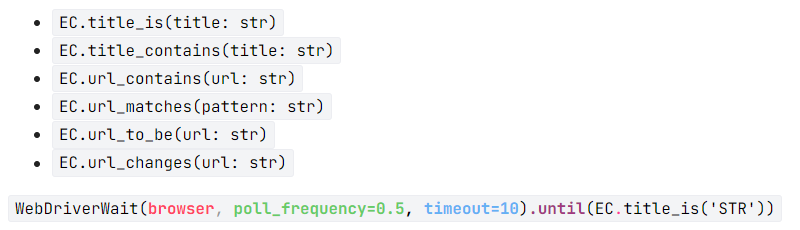 EC.title_is(title: str)
EC.title_contains(title: str)
EC.url_contains(url: str)
EC.url_matches(pattern: str)
EC.url_to_be(url: str)
EC.url_changes(url: str)
WebDriverWait(browser, poll_frequency=0.5, timeout=10).until(EC.title_is('STR'))